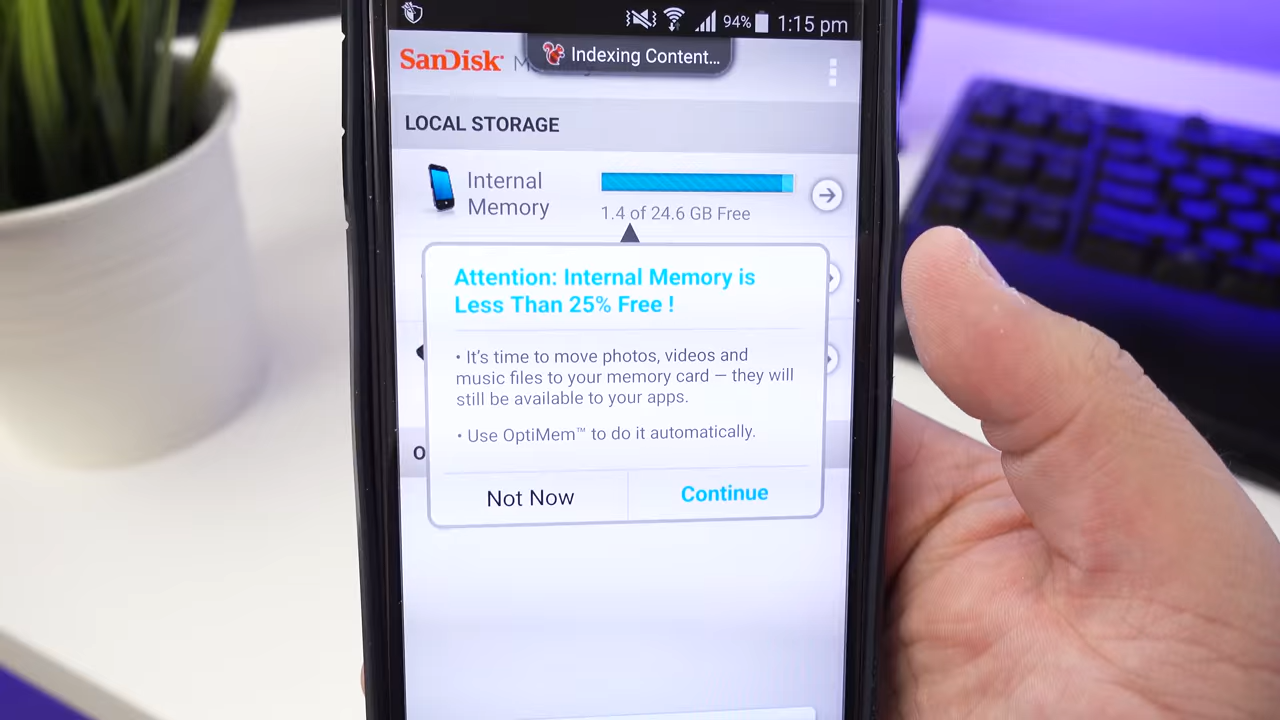 94% 1:15 pm
SanDisk
Indexing Content...
LOCAL STORAGE
Internal
Memory
1.4 of 24.6 GB Free
Attention: Internal Memory is
Less Than 25% Free !
• It's time to move photos, videos and
music files to your memory card — they will
still be available to your apps.
• Use OptiMem™ to do it automatically.
Not Now
Continue